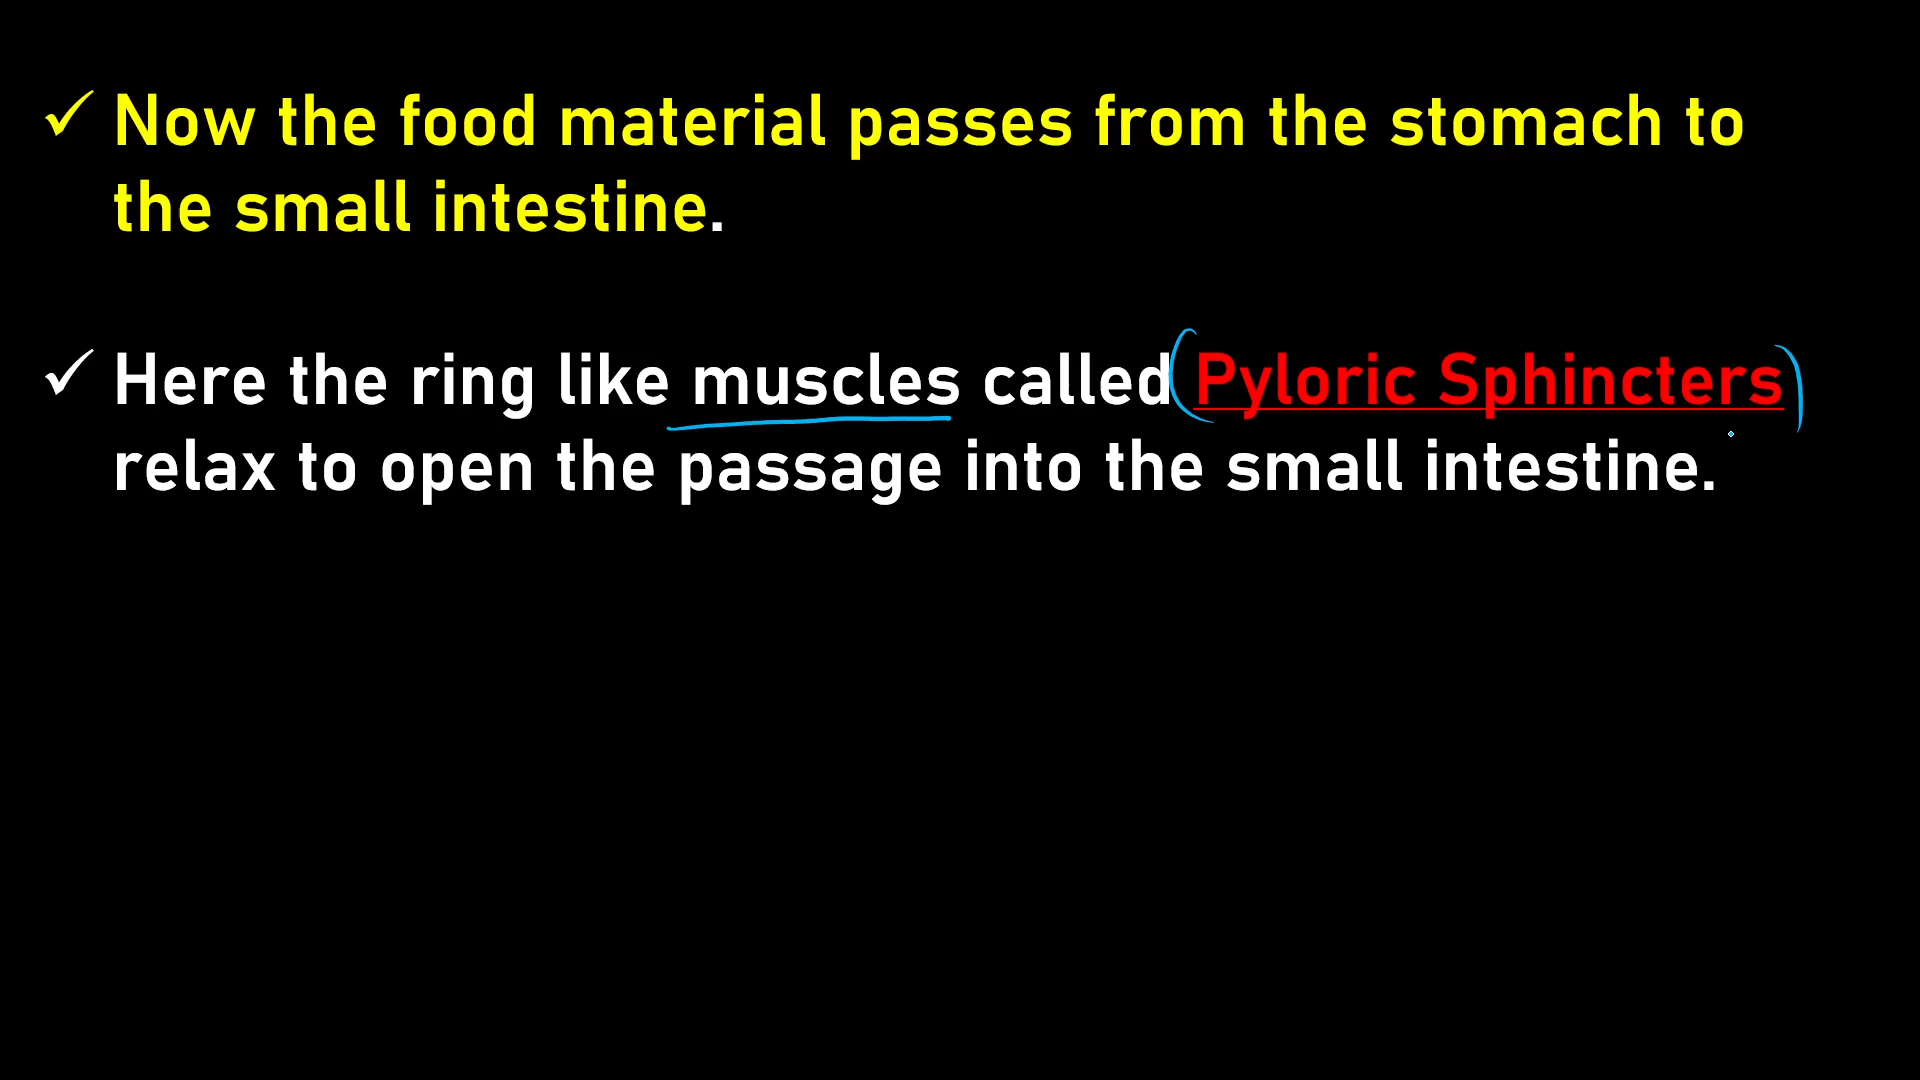 ✓ Now the food material passes from the stomach to
the small intestine.
✓ Here the ring like muscles called Pyloric Sphincters
relax to open the passage into the small intestine.